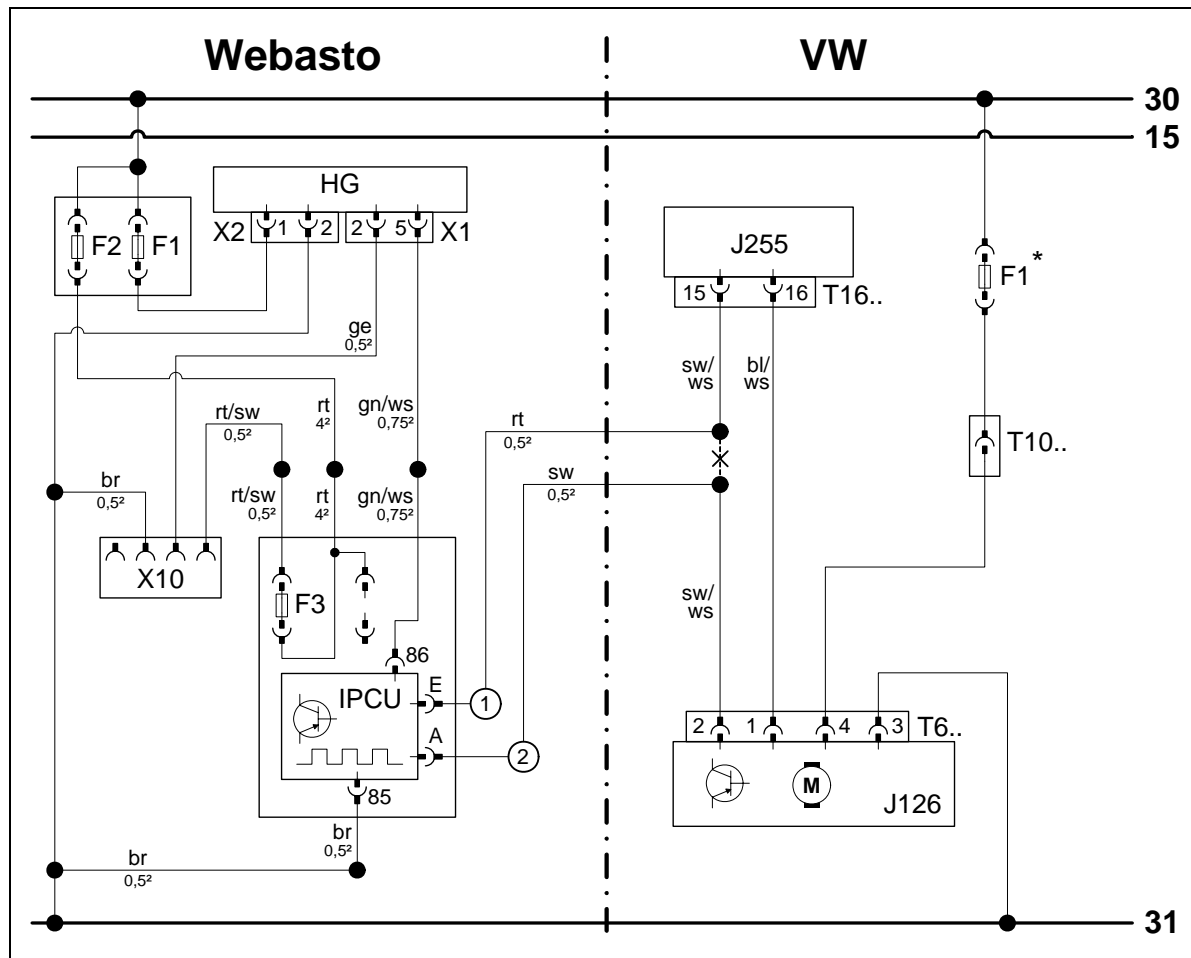 Webasto VW
30
15
HG
X2 1 2 2 5 X1
F2 F1
J255
15 16 T16..
F1 *
ge
0,5²
sw/
ws
bl/
ws
rt/sw
0,5²
rt
4²
gn/ws
0,75²
rt
0,5²
T10..
sw
0,5²
br
0,5²
rt/sw
0,5²
rt
4²
gn/ws
0,75²
X10
F3
sw/
ws
86
IPCU E 1
A 2
85
2 1 4 3 T6..
M
J126
br
0,5²
br
0,5²
31